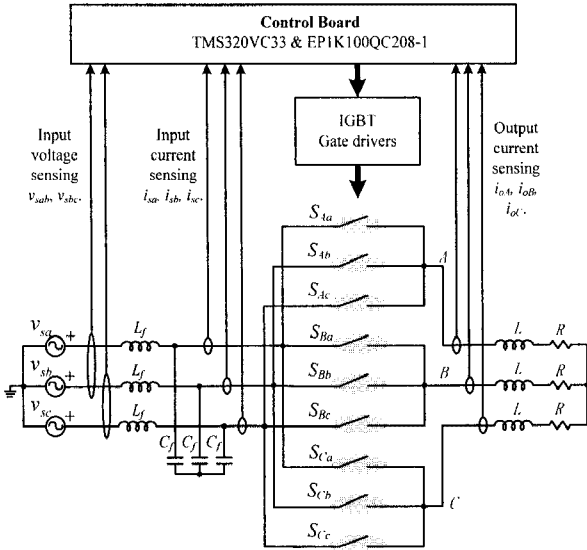 Control Board
TMS320VC33 & EP1K100QC208-1
IGBT
Gate drivers
Input
voltage
sensing
v_sab, v_sbc.
Input
current
sensing
i_sa, i_sb, i_sc.
Output
current
sensing
i_oA, i_oB,
i_oC.
S_Aa
S_Ab
A
S_Ac
v_sa
+
L_f
S_Ba
L
R
v_sb
+
L_f
S_Bb
B
L
R
v_sc
+
L_f
S_Bc
L
R
C_f
C_f
C_f
S_Ca
S_Cb
C
S_Cc